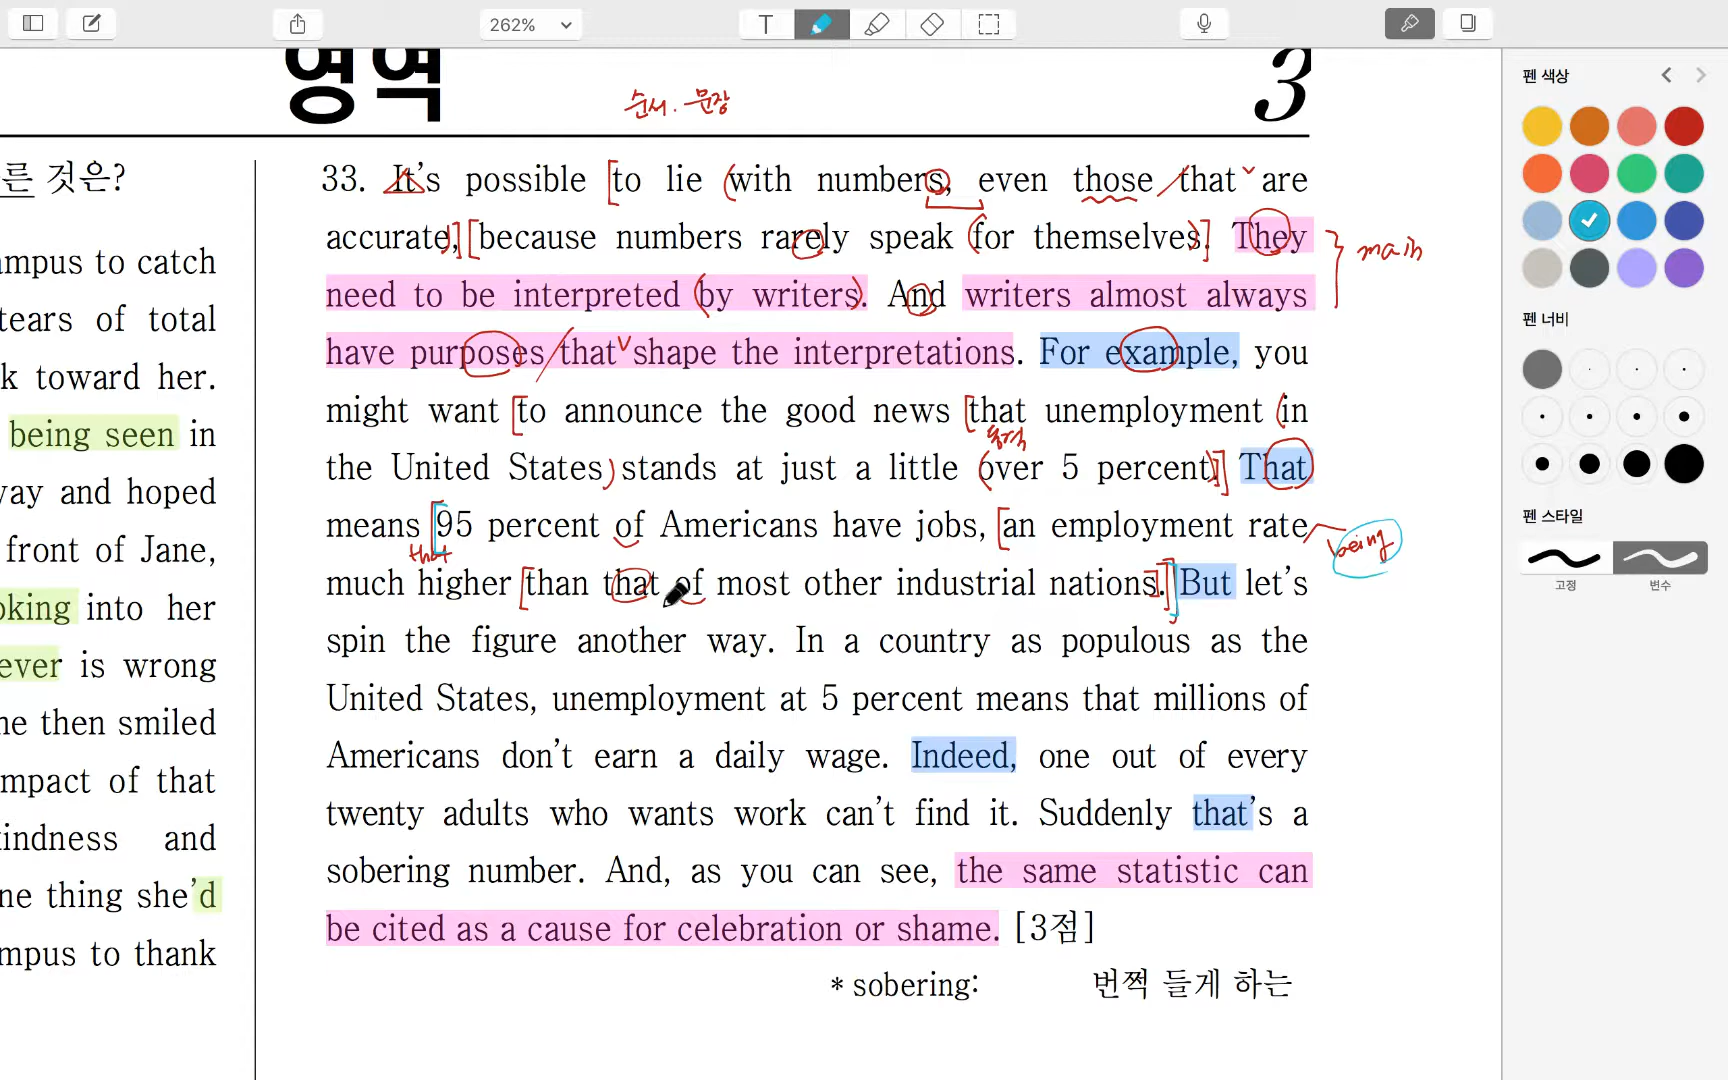 262%
T
펜 색상
영역
순서. 문장
3
른 것은?
33. It's possible to lie with numbers, even those that are
accurate, because numbers rarely speak for themselves. They
main
ampus to catch
need to be interpreted by writers. And writers almost always
tears of total
펜 너비
have purposes that shape the interpretations. For example, you
k toward her.
might want to announce the good news that unemployment in
동격
being seen in
the United States stands at just a little over 5 percent. That
way and hoped
펜 스타일
means 95 percent of Americans have jobs, an employment rate
being
that
front of Jane,
much higher than that of most other industrial nations. But let's
고정
변수
oking into her
spin the figure another way. In a country as populous as the
ever is wrong
United States, unemployment at 5 percent means that millions of
he then smiled
Americans don't earn a daily wage. Indeed, one out of every
mpact of that
twenty adults who wants work can't find it. Suddenly that's a
kindness and
sobering number. And, as you can see, the same statistic can
ne thing she'd
be cited as a cause for celebration or shame. [3점]
mpus to thank
* sobering: 번쩍 들게 하는